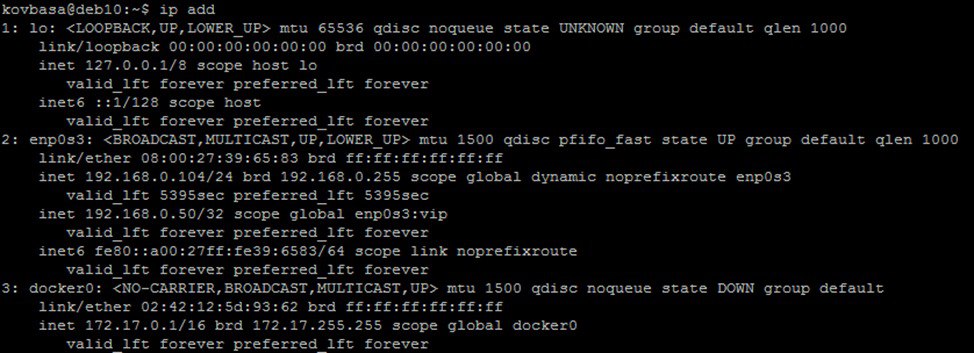 kovbasa@deb10:~$ ip add
1: lo: <LOOPBACK,UP,LOWER_UP> mtu 65536 qdisc noqueue state UNKNOWN group default qlen 1000
    link/loopback 00:00:00:00:00:00 brd 00:00:00:00:00:00
    inet 127.0.0.1/8 scope host lo
       valid_lft forever preferred_lft forever
    inet6 ::1/128 scope host
       valid_lft forever preferred_lft forever
2: enp0s3: <BROADCAST,MULTICAST,UP,LOWER_UP> mtu 1500 qdisc pfifo_fast state UP group default qlen 1000
    link/ether 08:00:27:39:65:83 brd ff:ff:ff:ff:ff:ff
    inet 192.168.0.104/24 brd 192.168.0.255 scope global dynamic noprefixroute enp0s3
       valid_lft 5395sec preferred_lft 5395sec
    inet 192.168.0.50/32 scope global enp0s3:vip
       valid_lft forever preferred_lft forever
    inet6 fe80::a00:27ff:fe39:6583/64 scope link noprefixroute
       valid_lft forever preferred_lft forever
3: docker0: <NO-CARRIER,BROADCAST,MULTICAST,UP> mtu 1500 qdisc noqueue state DOWN group default
    link/ether 02:42:12:5d:93:62 brd ff:ff:ff:ff:ff:ff
    inet 172.17.0.1/16 brd 172.17.255.255 scope global docker0
       valid_lft forever preferred_lft forever